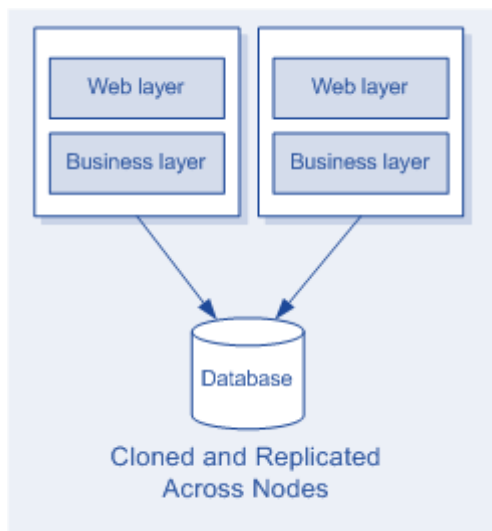 Web layer
Web layer
Business layer
Business layer
Database
Cloned and Replicated
Across Nodes